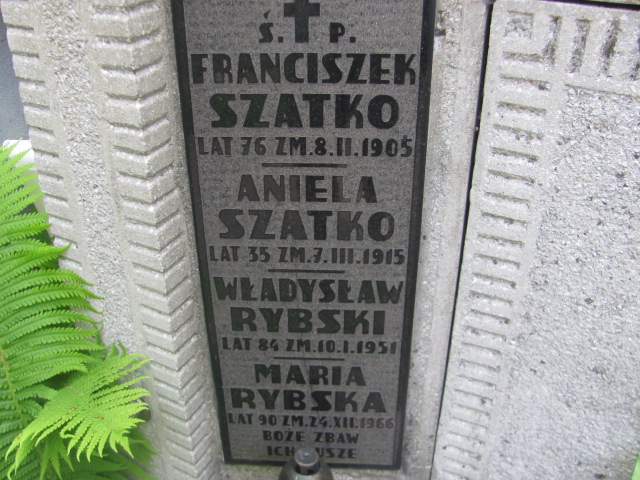 Ś. P.
FRANCISZEK
SZATKO
LAT 76 ZM.8.II.1905
ANIELA
SZATKO
LAT 35 ZM.7.III.1915
WŁADYSŁAW
RYBSKI
LAT 84 ZM.10.I.1951
MARIA
RYBSKA
LAT 90 ZM.24.XII.1966
BOŻE ZBAW
ICH